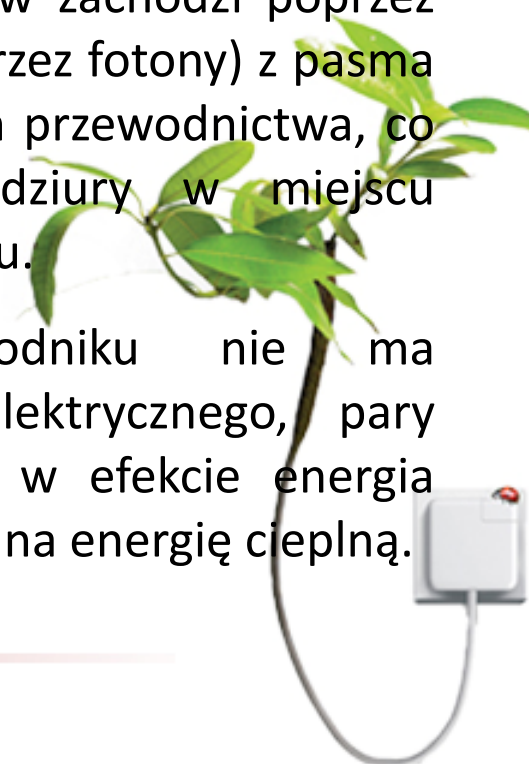 w zachodzi poprzez
rzez fotony) z pasma
przewodnictwa, co
dziury w miejscu
u.
odniku nie ma
lektrycznego, pary
w efekcie energia
na energię cieplną.